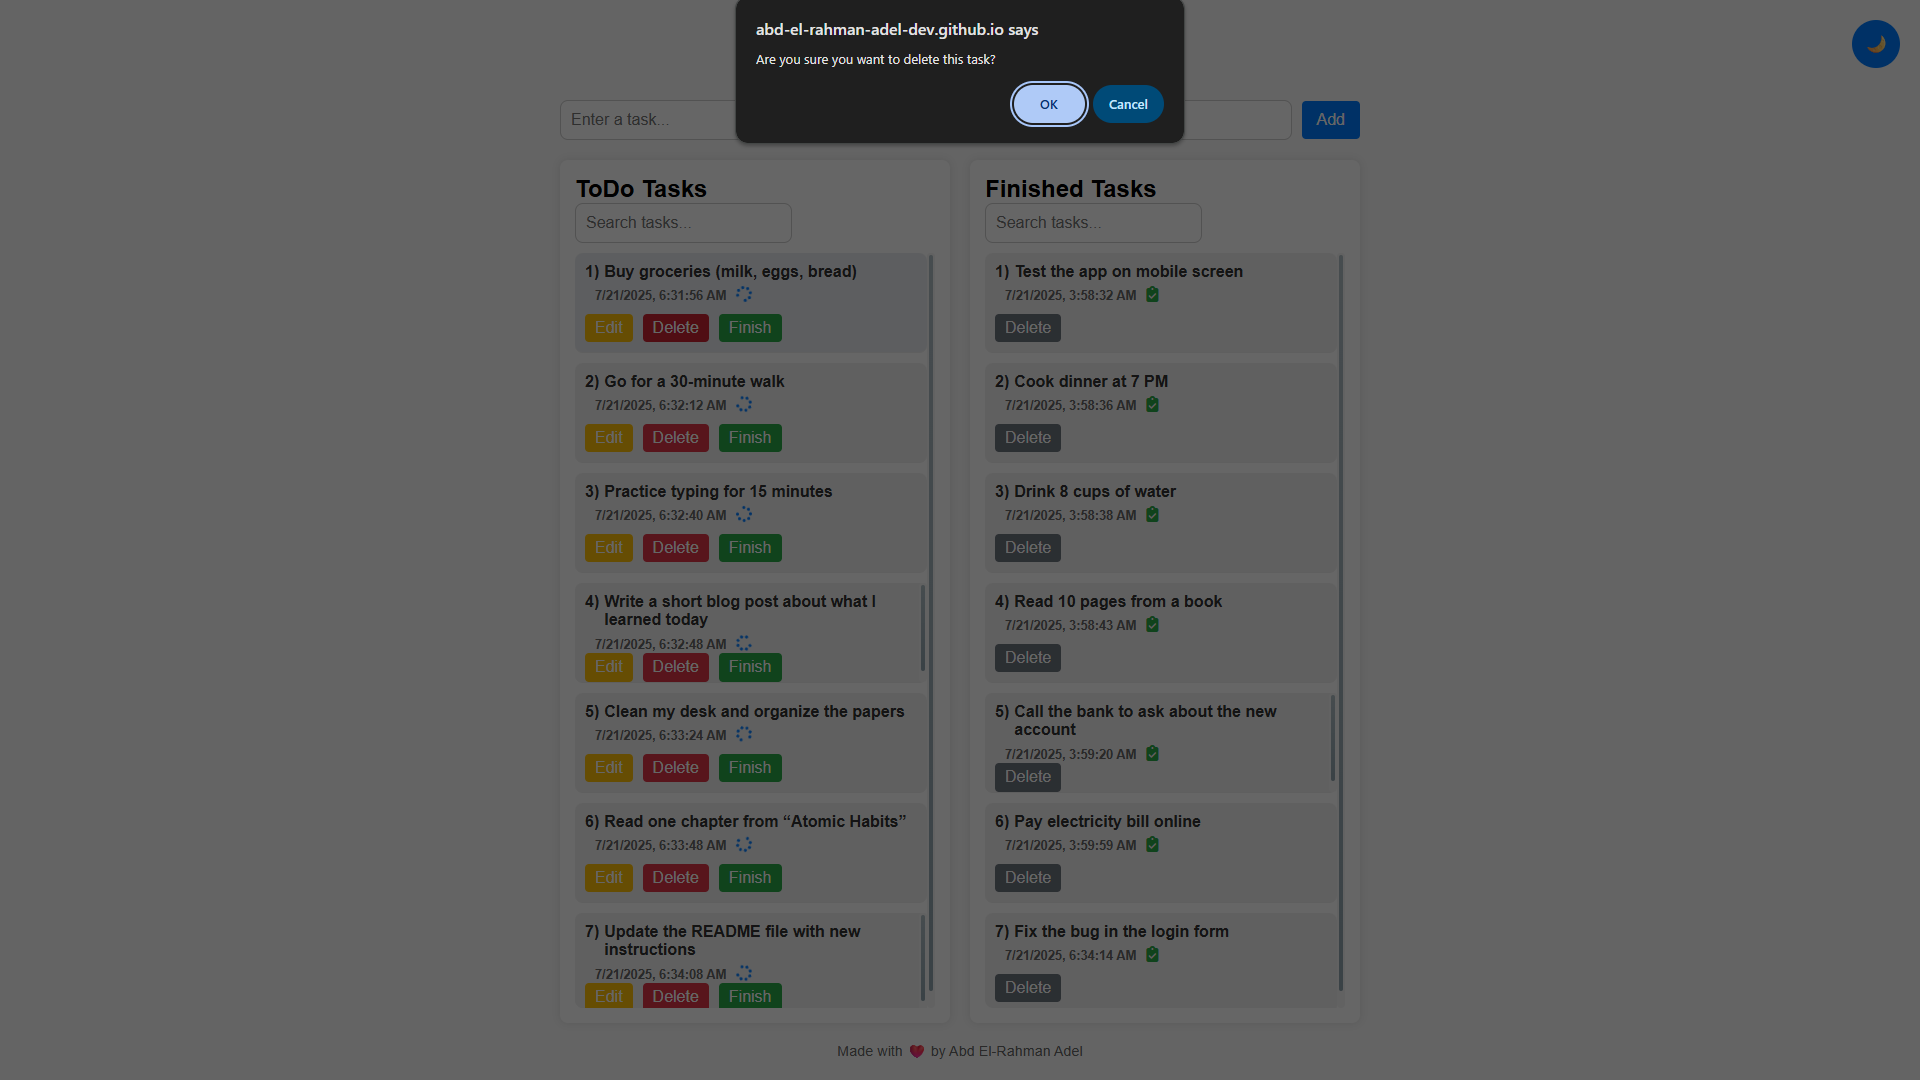 abd-el-rahman-adel-dev.github.io says
Are you sure you want to delete this task?
OK
Cancel
Enter a task...
Add
ToDo Tasks
Search tasks...
1) Buy groceries (milk, eggs, bread)
7/21/2025, 6:31:56 AM
Edit
Delete
Finish
2) Go for a 30-minute walk
7/21/2025, 6:32:12 AM
Edit
Delete
Finish
3) Practice typing for 15 minutes
7/21/2025, 6:32:40 AM
Edit
Delete
Finish
4) Write a short blog post about what I
learned today
7/21/2025, 6:32:48 AM
Edit
Delete
Finish
5) Clean my desk and organize the papers
7/21/2025, 6:33:24 AM
Edit
Delete
Finish
6) Read one chapter from “Atomic Habits”
7/21/2025, 6:33:48 AM
Edit
Delete
Finish
7) Update the README file with new
instructions
7/21/2025, 6:34:08 AM
Edit
Delete
Finish
Finished Tasks
Search tasks...
1) Test the app on mobile screen
7/21/2025, 3:58:32 AM
Delete
2) Cook dinner at 7 PM
7/21/2025, 3:58:36 AM
Delete
3) Drink 8 cups of water
7/21/2025, 3:58:38 AM
Delete
4) Read 10 pages from a book
7/21/2025, 3:58:43 AM
Delete
5) Call the bank to ask about the new
account
7/21/2025, 3:59:20 AM
Delete
6) Pay electricity bill online
7/21/2025, 3:59:59 AM
Delete
7) Fix the bug in the login form
7/21/2025, 6:34:14 AM
Delete
Made with ❤️ by Abd El-Rahman Adel